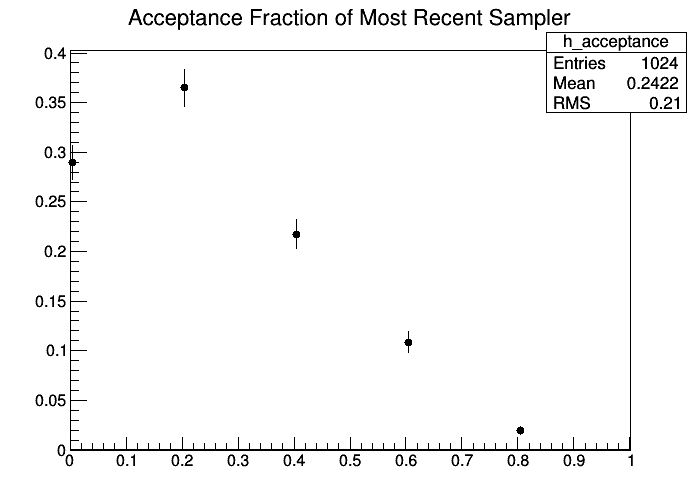 Acceptance Fraction of Most Recent Sampler
h_acceptance
Entries 1024
Mean 0.2422
RMS 0.21
0.4
0.35
0.3
0.25
0.2
0.15
0.1
0.05
0
0 0.1 0.2 0.3 0.4 0.5 0.6 0.7 0.8 0.9 1